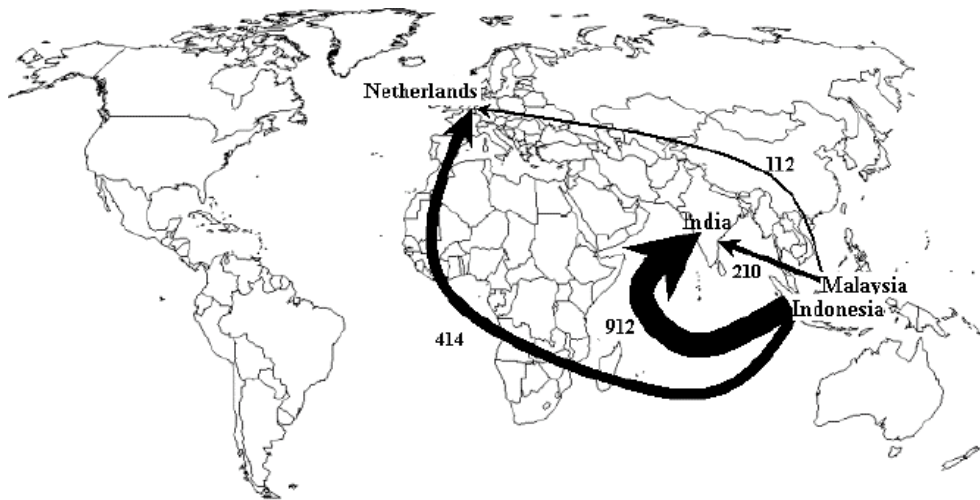 Netherlands
112
India
210
Malaysia
Indonesia
912
414